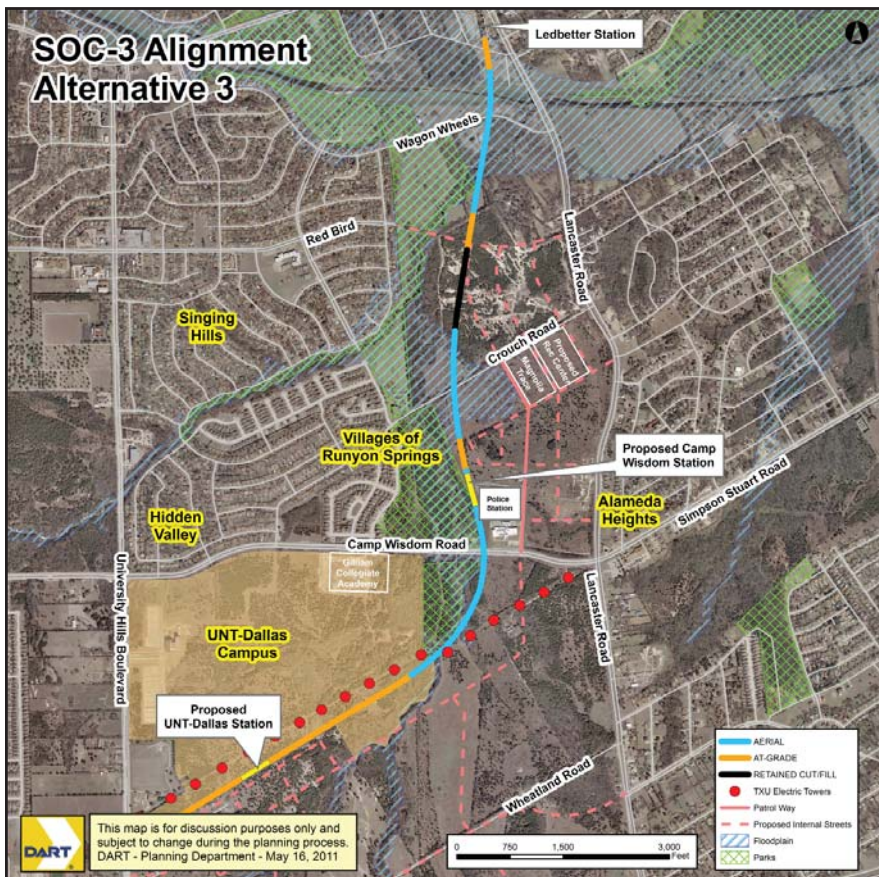 SOC-3 Alignment
Alternative 3
Ledbetter Station
Wagon Wheels
Red Bird
Lancaster Road
Singing
Hills
Crouch Road
Magnolia
Trace
Proposed
Rec Center
Villages of
Runyon Springs
Proposed Camp
Wisdom Station
Police
Station
Simpson Stuart Road
Alameda
Heights
Hidden
Valley
Camp Wisdom Road
Gilliam
Collegiate
Academy
University Hills Boulevard
Lancaster Road
UNT-Dallas
Campus
Proposed
UNT-Dallas Station
Wheatland Road
AERIAL
AT-GRADE
RETAINED CUT/FILL
TXU Electric Towers
Patrol Way
Proposed Internal Streets
Floodplain
Parks
DART
This map is for discussion purposes only and
subject to change during the planning process.
DART - Planning Department - May 16, 2011
0 750 1,500 3,000
Feet